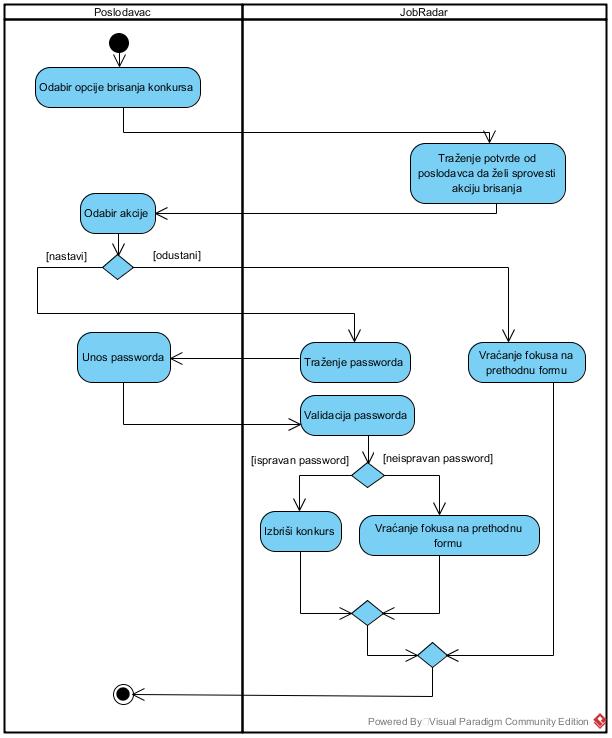 Poslodavac
JobRadar
Odabir opcije brisanja konkursa
Traženje potvrde od
poslodavca da želi sprovesti
akciju brisanja
Odabir akcije
[nastavi]
[odustani]
Unos passworda
Traženje passworda
Vraćanje fokusa na
prethodnu formu
Validacija passworda
[ispravan password]
[neispravan password]
Izbriši konkurs
Vraćanje fokusa na prethodnu
formu
Powered By Visual Paradigm Community Edition